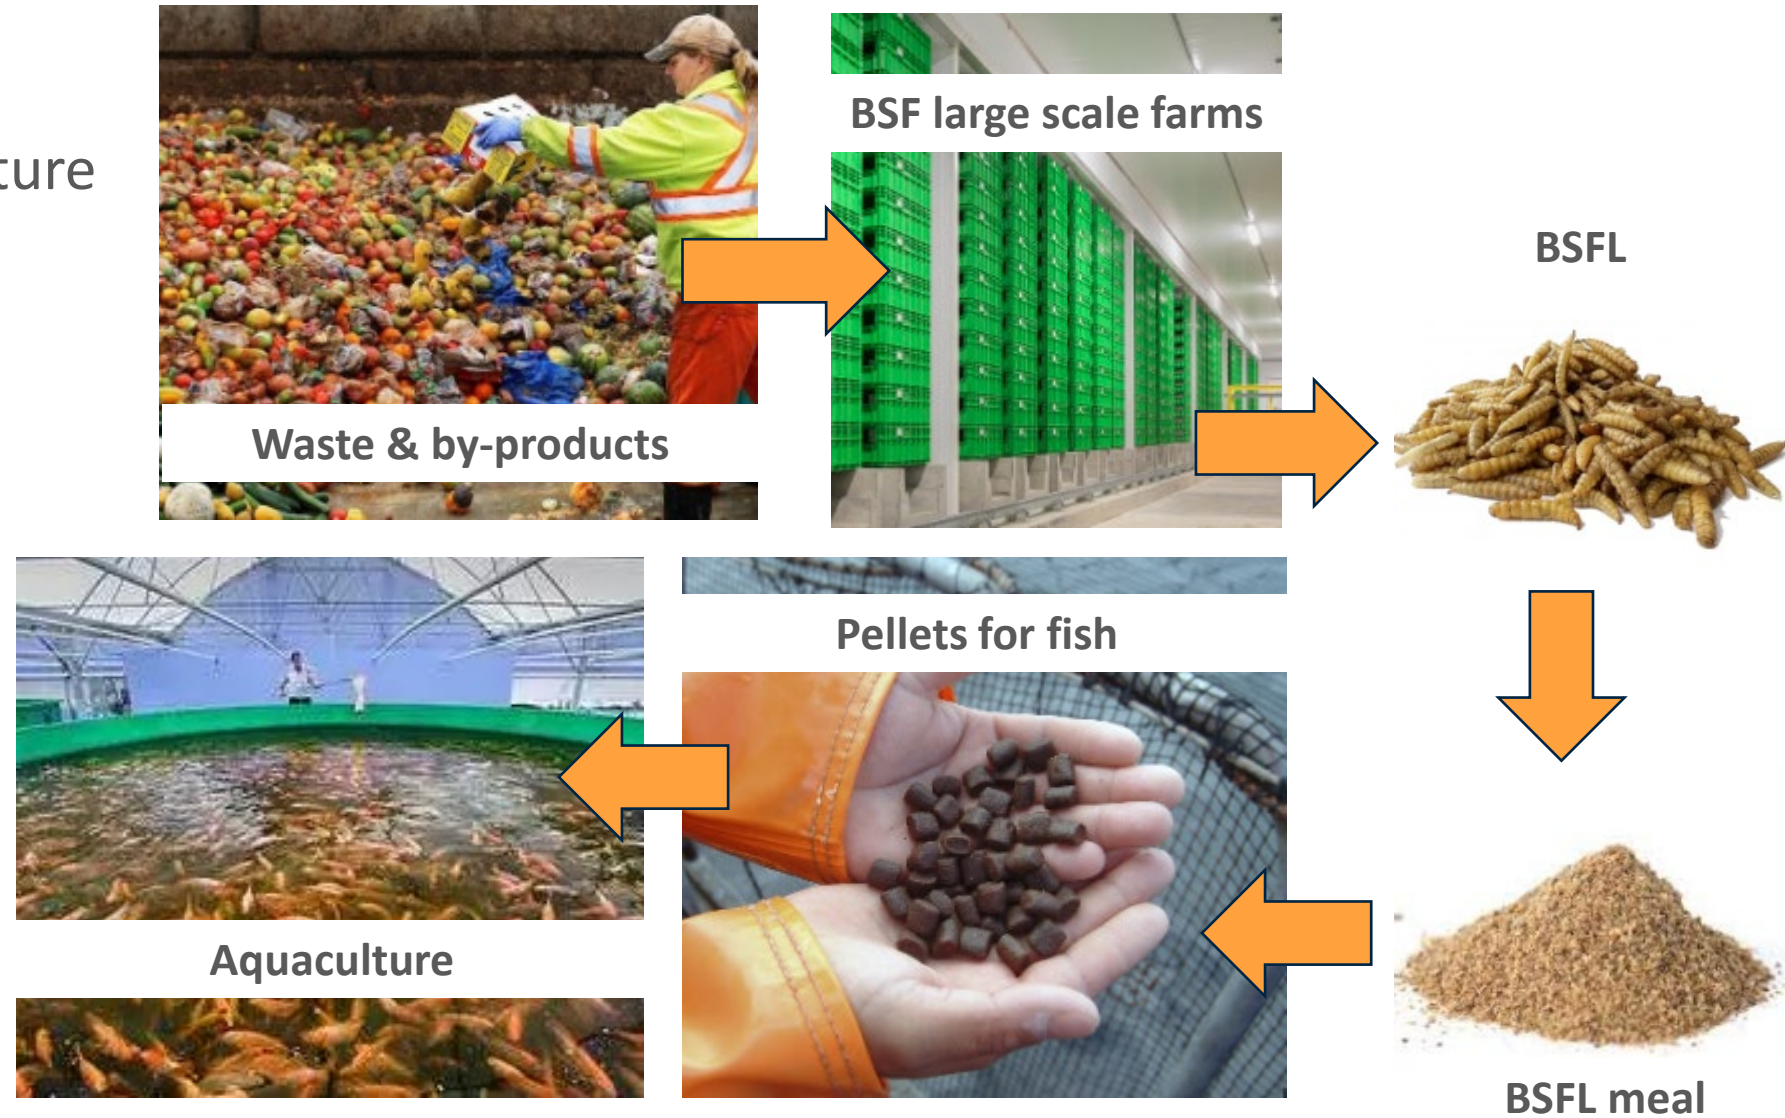 ture
Waste & by-products
BSF large scale farms
BSFL
BSFL meal
Pellets for fish
Aquaculture